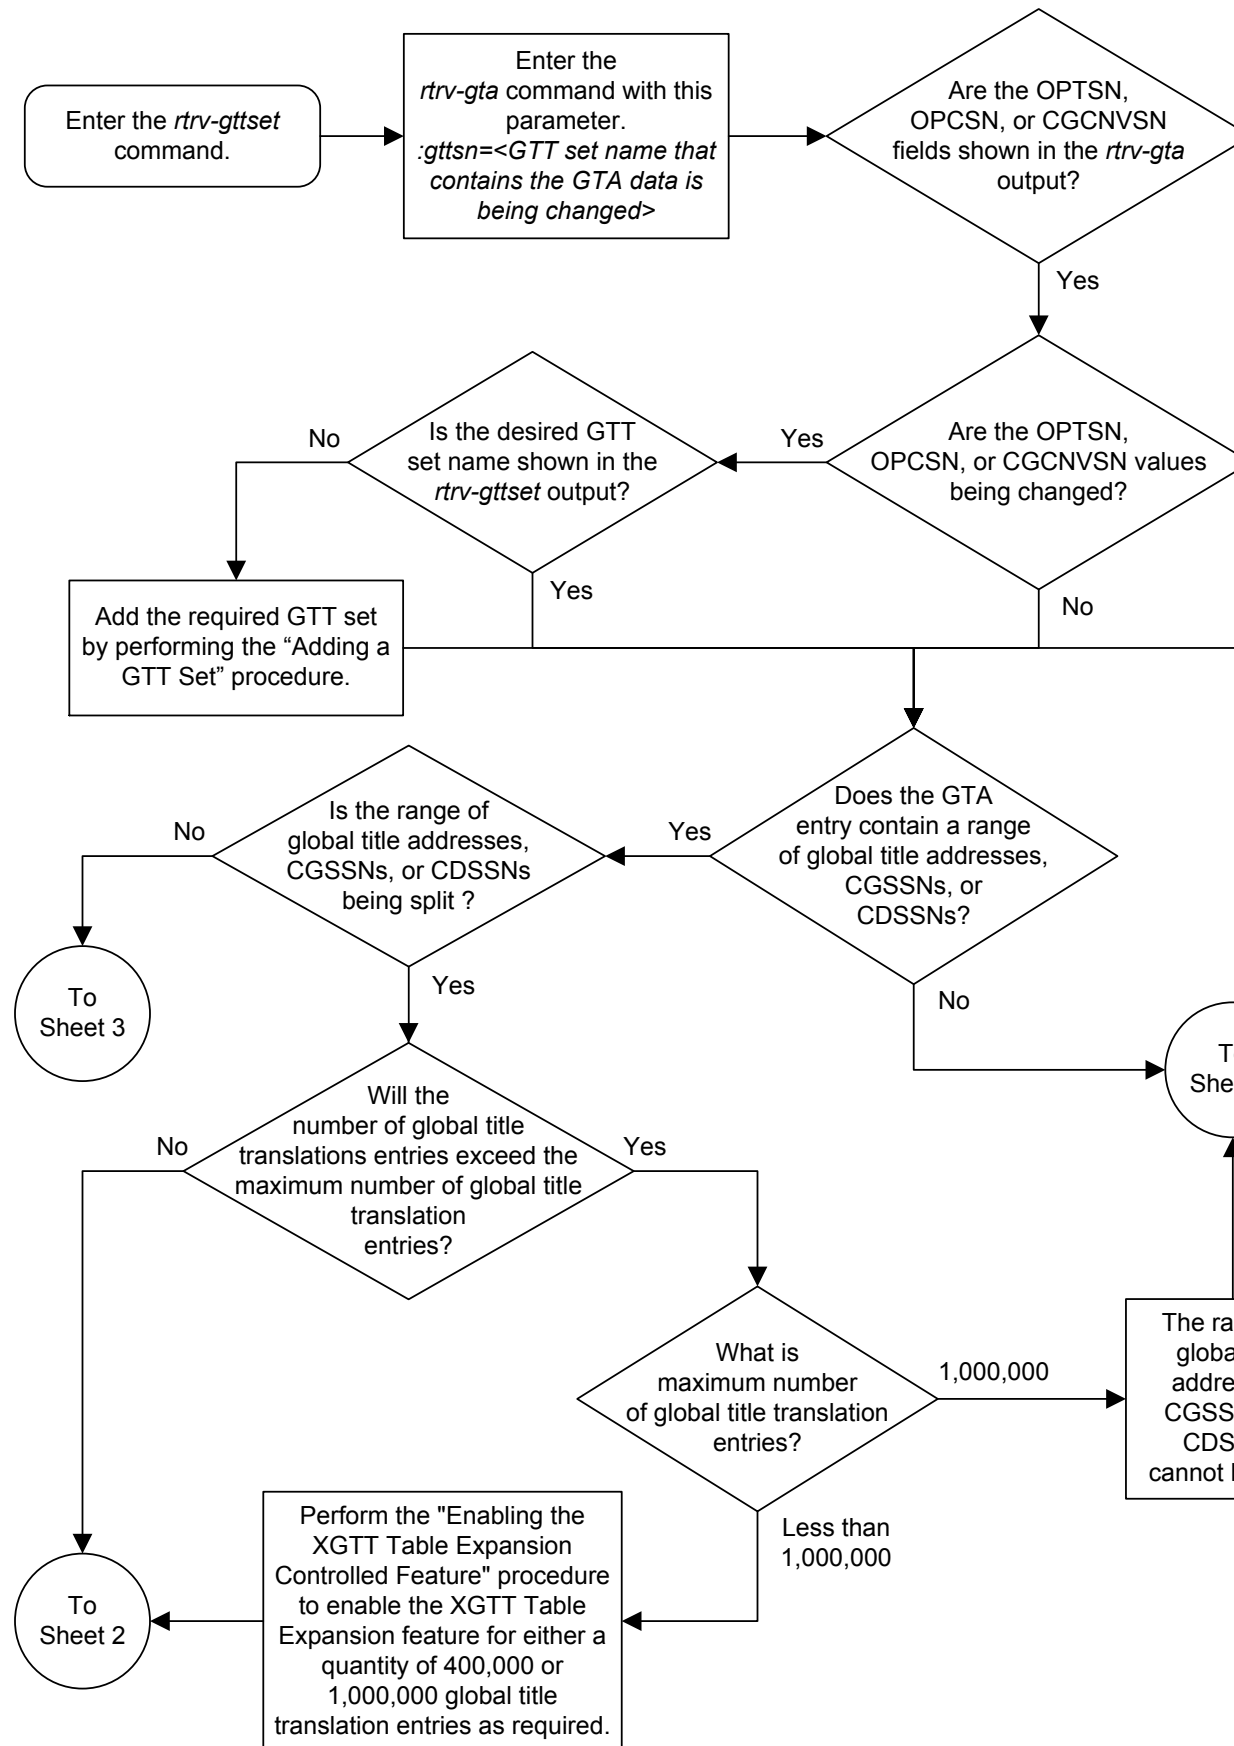 Enter the rtrv-gttset
command.
Enter the
rtrv-gta command with this
parameter.
:gttsn=<GTT set name that
contains the GTA data is
being changed>
Are the OPTSN,
OPCSN, or CGCNVSN
fields shown in the rtrv-gta
output?
Yes
Are the OPTSN,
OPCSN, or CGCNVSN values
being changed?
Yes
No
Is the desired GTT
set name shown in the
rtrv-gttset output?
No
Yes
Add the required GTT set
by performing the “Adding a
GTT Set” procedure.
Does the GTA
entry contain a range
of global title addresses,
CGSSNs, or
CDSSNs?
Yes
No
Is the range of
global title addresses,
CGSSNs, or CDSSNs
being split ?
No
Yes
To
Sheet 3
Will the
number of global title
translations entries exceed the
maximum number of global title
translation
entries?
No
Yes
What is
maximum number
of global title translation
entries?
1,000,000
Less than
1,000,000
The
cannot
Perform the "Enabling the
XGTT Table Expansion
Controlled Feature" procedure
to enable the XGTT Table
Expansion feature for either a
quantity of 400,000 or
1,000,000 global title
translation entries as required.
To
Sheet 2